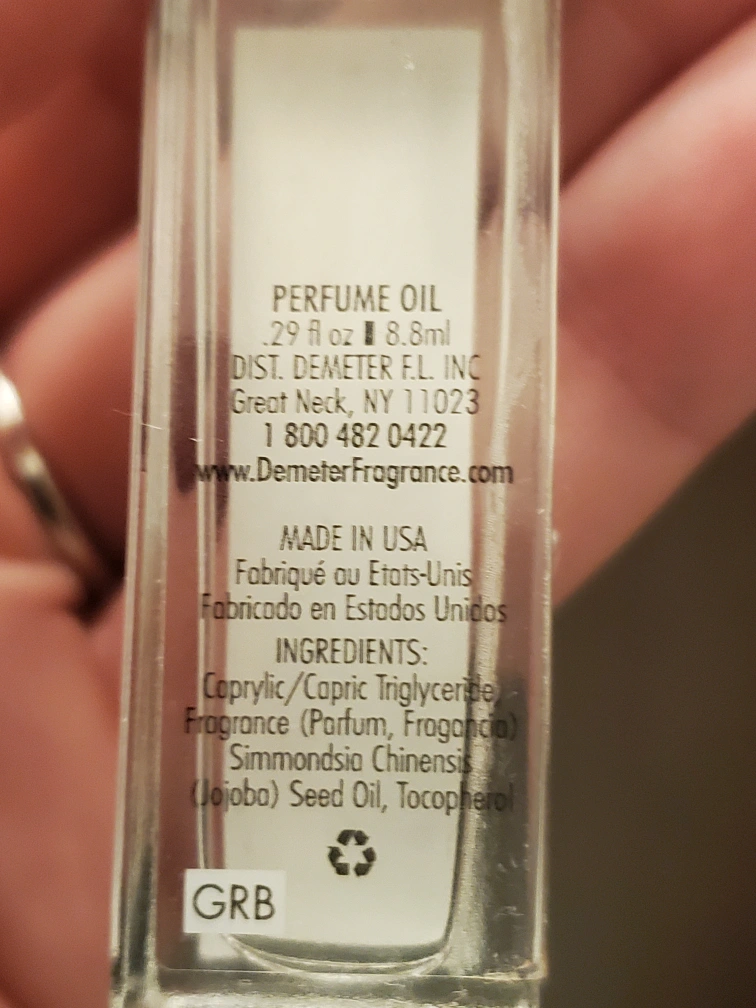 PERFUME OIL
.29 fl oz ▮ 8.8ml
DIST. DEMETER F.L. INC
Great Neck, NY 11023
1 800 482 0422
www.DemeterFragrance.com
MADE IN USA
Fabriqué au Etats-Unis
Fabricado en Estados Unidos
INGREDIENTS:
Caprylic/Capric Triglyceride,
Fragrance (Parfum, Fragancia)
Simmondsia Chinensis
(Jojoba) Seed Oil, Tocopherol
GRB